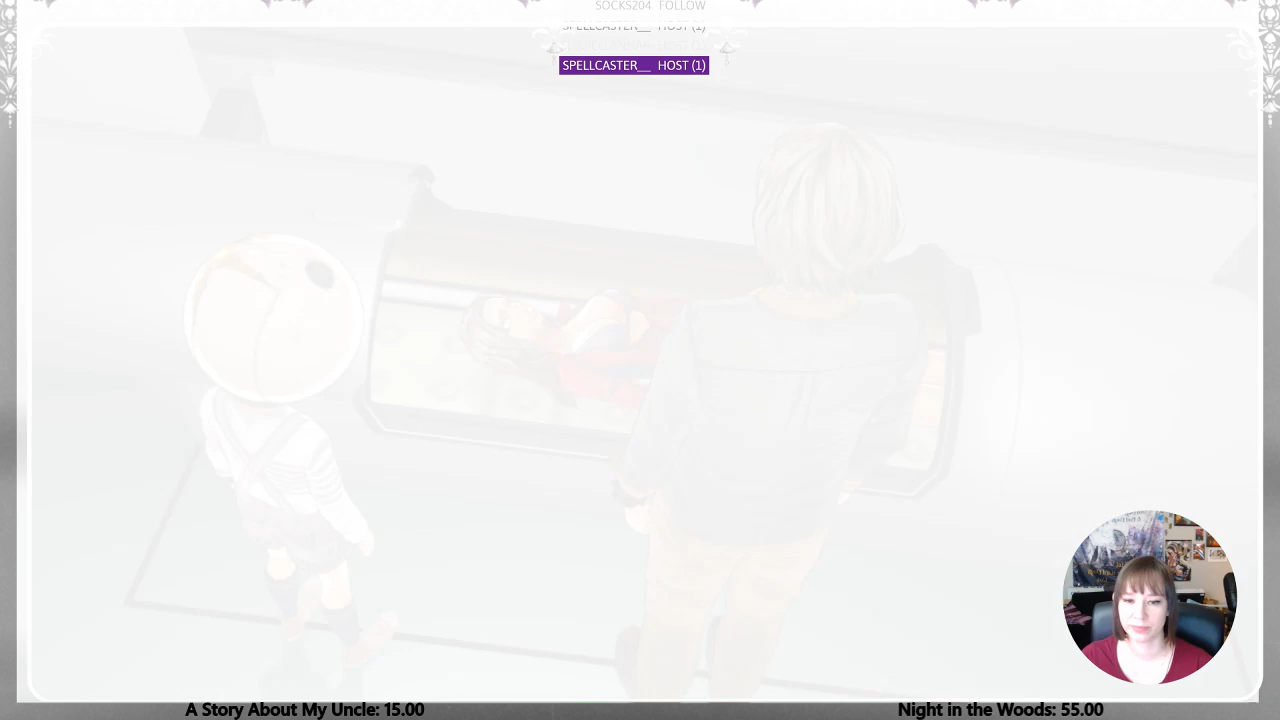 SOCKS204 FOLLOW
SPELLCASTER__ HOST (1)
SPELLCASTER__ HOST (1)
A Story About My Uncle: 15.00
Night in the Woods: 55.00